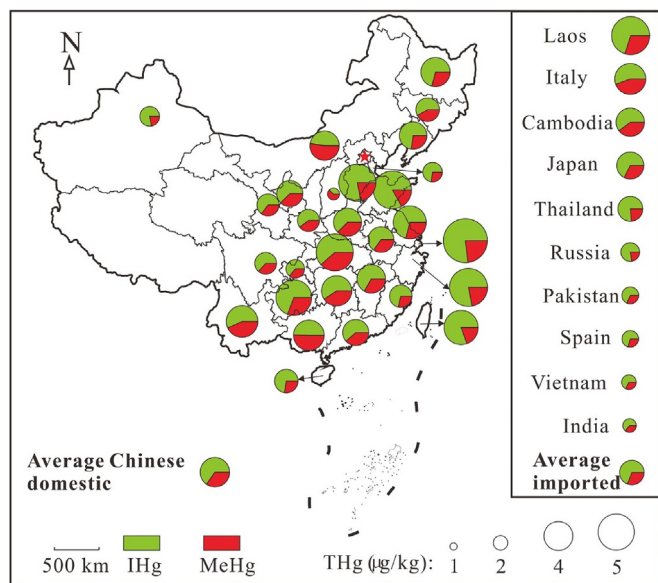 N
Laos
Italy
Cambodia
Japan
Thailand
Russia
Pakistan
Spain
Vietnam
India
Average
imported
Average Chinese
domestic
500 km
IHg
MeHg
THg (μg/kg):
1
2
4
5